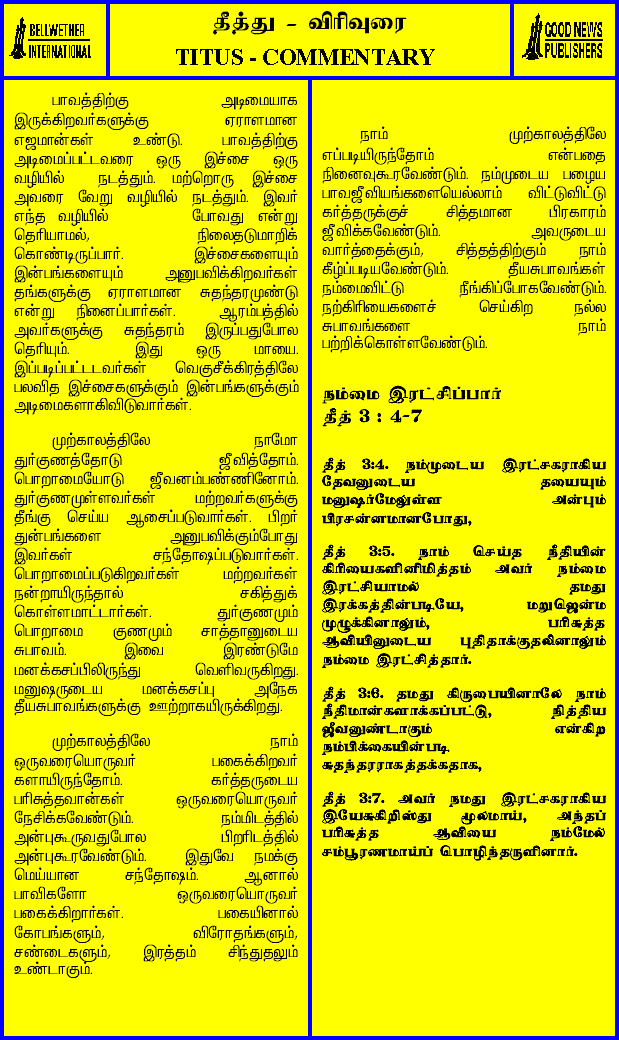 BELLWETHER
INTERNATIONAL
தீத்து - விரிவுரை
TITUS - COMMENTARY
GOOD NEWS
PUBLISHERS
பாவத்திற்கு அடிமையாக
இருக்கிறவர்களுக்கு ஏராளமான
எஜமான்கள் உண்டு. பாவத்திற்கு
அடிமைப்பட்டவரை ஒரு இச்சை ஒரு
வழியில் நடத்தும். மற்றொரு இச்சை
அவரை வேறு வழியில் நடத்தும். இவர்
எந்த வழியில் போவது என்று
தெரியாமல், நிலைதடுமாறிக்
கொண்டிருப்பார். இச்சைகளையும்
இன்பங்களையும் அனுபவிக்கிறவர்கள்
தங்களுக்கு ஏராளமான சுதந்தரமுண்டு
என்று நினைப்பார்கள். ஆரம்பத்தில்
அவர்களுக்கு சுதந்தரம் இருப்பதுபோல
தெரியும். இது ஒரு மாயை.
இப்படிப்பட்டவர்கள் வெகுசீக்கிரத்திலே
பலவித இச்சைகளுக்கும் இன்பங்களுக்கும்
அடிமைகளாகிவிடுவார்கள்.
முற்காலத்திலே நாமோ
துர்குணத்தோடு ஜீவித்தோம்.
பொறாமையோடு ஜீவனம்பண்ணினோம்.
துர்குணமுள்ளவர்கள் மற்றவர்களுக்கு
தீங்கு செய்ய ஆசைப்படுவார்கள். பிறர்
துன்பங்களை அனுபவிக்கும்போது
இவர்கள் சந்தோஷப்படுவார்கள்.
பொறாமைப்படுகிறவர்கள் மற்றவர்கள்
நன்றாயிருந்தால் சகித்துக்
கொள்ளமாட்டார்கள். துர்குணமும்
பொறாமை குணமும் சாத்தானுடைய
சுபாவம். இவை இரண்டுமே
மனக்கசப்பிலிருந்து வெளிவருகிறது.
மனுஷருடைய மனக்கசப்பு அநேக
தீயசுபாவங்களுக்கு ஊற்றாகயிருக்கிறது.
முற்காலத்திலே நாம்
ஒருவரையொருவர் பகைக்கிறவர்
களாயிருந்தோம். கர்த்தருடைய
பரிசுத்தவான்கள் ஒருவரையொருவர்
நேசிக்கவேண்டும். நம்மிடத்தில்
அன்புகூருவதுபோல பிறரிடத்தில்
அன்புகூரவேண்டும். இதுவே நமக்கு
மெய்யான சந்தோஷம். ஆனால்
பாவிகளோ ஒருவரையொருவர்
பகைக்கிறார்கள். பகையினால்
கோபங்களும், விரோதங்களும்,
சண்டைகளும், இரத்தம் சிந்துதலும்
உண்டாகும்.
நாம் முற்காலத்திலே
எப்படியிருந்தோம் என்பதை
நினைவுகூரவேண்டும். நம்முடைய பழைய
பாவஜீவியங்களையெல்லாம் விட்டுவிட்டு
கர்த்தருக்குச் சித்தமான பிரகாரம்
ஜீவிக்கவேண்டும். அவருடைய
வார்த்தைக்கும், சித்தத்திற்கும் நாம்
கீழ்ப்படியவேண்டும். தீயசுபாவங்கள்
நம்மைவிட்டு நீங்கிப்போகவேண்டும்.
நற்கிரியைகளைச் செய்கிற நல்ல
சுபாவங்களை நாம்
பற்றிக்கொள்ளவேண்டும்.
நம்மை இரட்சிப்பார்
தீத் 3 : 4-7
தீத் 3:4. நம்முடைய இரட்சகராகிய
தேவனுடைய தயையும்
மனுஷர்மேலுள்ள அன்பும்
பிரசன்னமானபோது,
தீத் 3:5. நாம் செய்த நீதியின்
கிரியைகளினிமித்தம் அவர் நம்மை
இரட்சியாமல் தமது
இரக்கத்தின்படியே, மறுஜென்ம
முழுக்கினாலும், பரிசுத்த
ஆவியினுடைய புதிதாக்குதலினாலும்
நம்மை இரட்சித்தார்.
தீத் 3:6. தமது கிருபையினாலே நாம்
நீதிமான்களாக்கப்பட்டு, நித்திய
ஜீவனுண்டாகும் என்கிற
நம்பிக்கையின்படி
சுதந்தரராகத்தக்கதாக,
தீத் 3:7. அவர் நமது இரட்சகராகிய
இயேசுகிறிஸ்து மூலமாய், அந்தப்
பரிசுத்த ஆவியை நம்மேல்
சம்பூரணமாய்ப் பொழிந்தருளினார்.